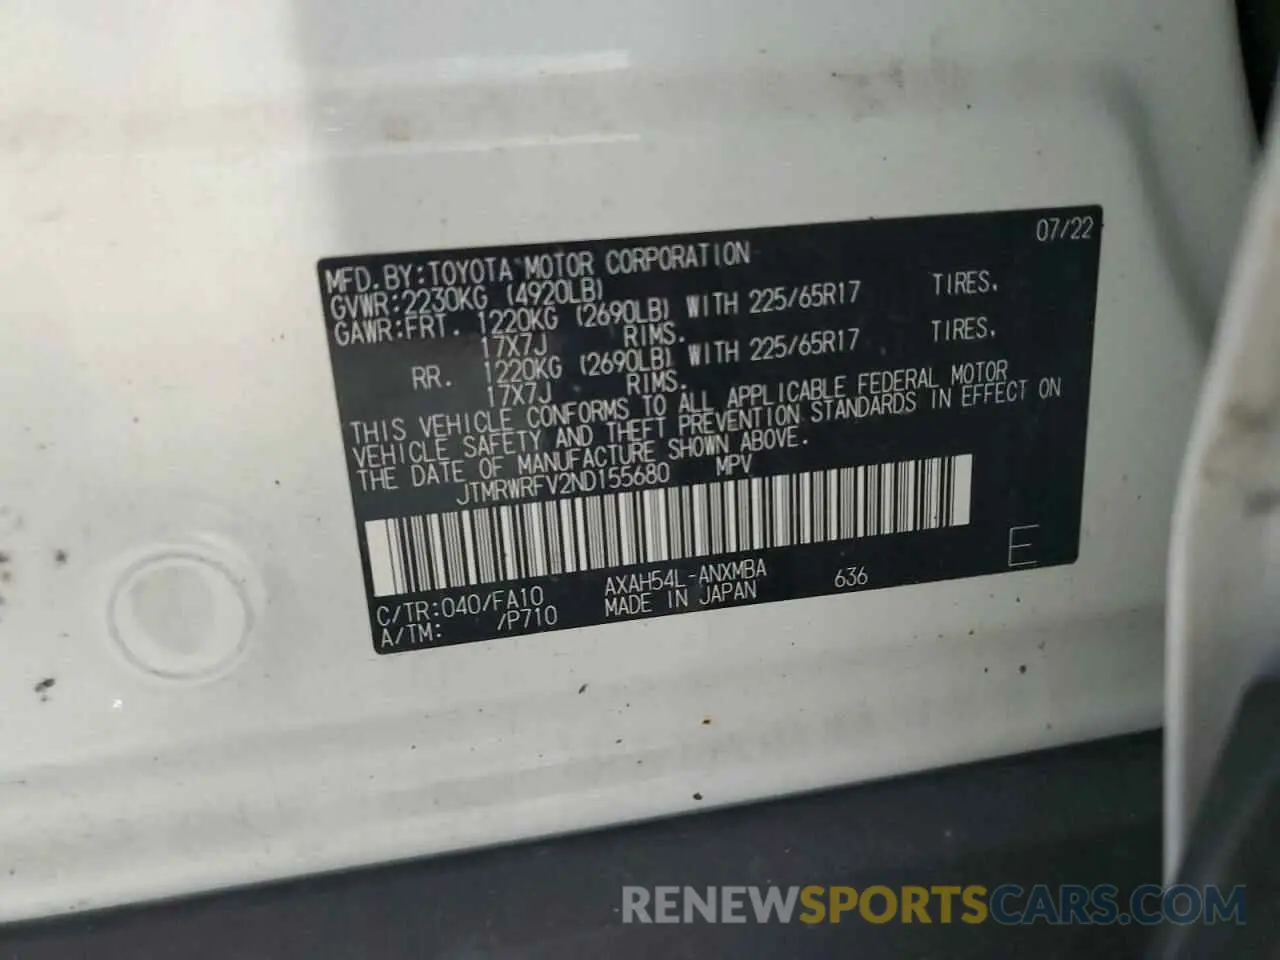 07/22
MFD.BY:TOYOTA MOTOR CORPORATION
GVWR:2230KG (4920LB)
GAWR:FRT. 1220KG (2690LB) WITH 225/65R17 TIRES.
17X7J RIMS.
RR. 1220KG (2690LB) WITH 225/65R17 TIRES.
17X7J RIMS.
THIS VEHICLE CONFORMS TO ALL APPLICABLE FEDERAL MOTOR
VEHICLE SAFETY AND THEFT PREVENTION STANDARDS IN EFFECT ON
THE DATE OF MANUFACTURE SHOWN ABOVE.
JTMRWRFV2ND155680 MPV
E
C/TR:040/FA10 AXAH54L-ANXMBA 636
A/TM: /P710 MADE IN JAPAN
RENEWSPORTSCARS.COM